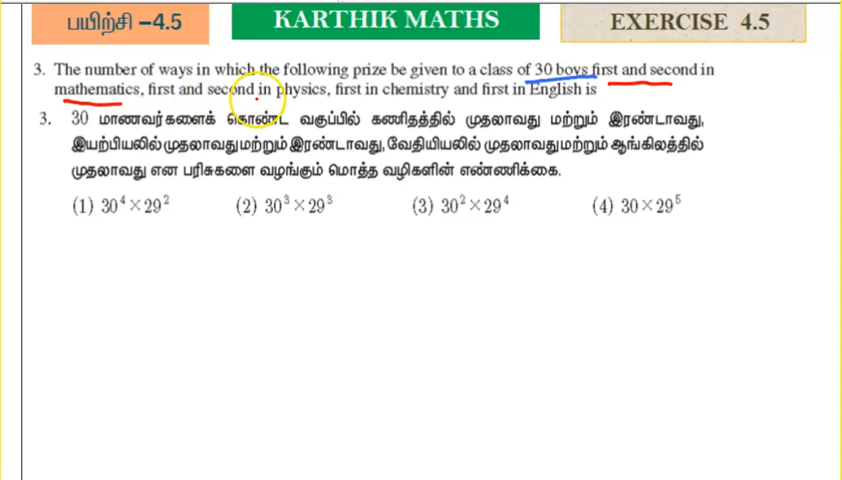 பயிற்சி –4.5
KARTHIK MATHS
EXERCISE 4.5
3. The number of ways in which the following prize be given to a class of 30 boys first and second in
mathematics, first and second in physics, first in chemistry and first in English is
3. 30 மாணவர்களைக் கொண்ட வகுப்பில் கணிதத்தில் முதலாவது மற்றும் இரண்டாவது,
இயற்பியலில் முதலாவது மற்றும் இரண்டாவது, வேதியியலில் முதலாவது மற்றும் ஆங்கிலத்தில்
முதலாவது என பரிசுகளை வழங்கும் மொத்த வழிகளின் எண்ணிக்கை.
(1) 30⁴ × 29² (2) 30³ × 29³ (3) 30² × 29⁴ (4) 30 × 29⁵